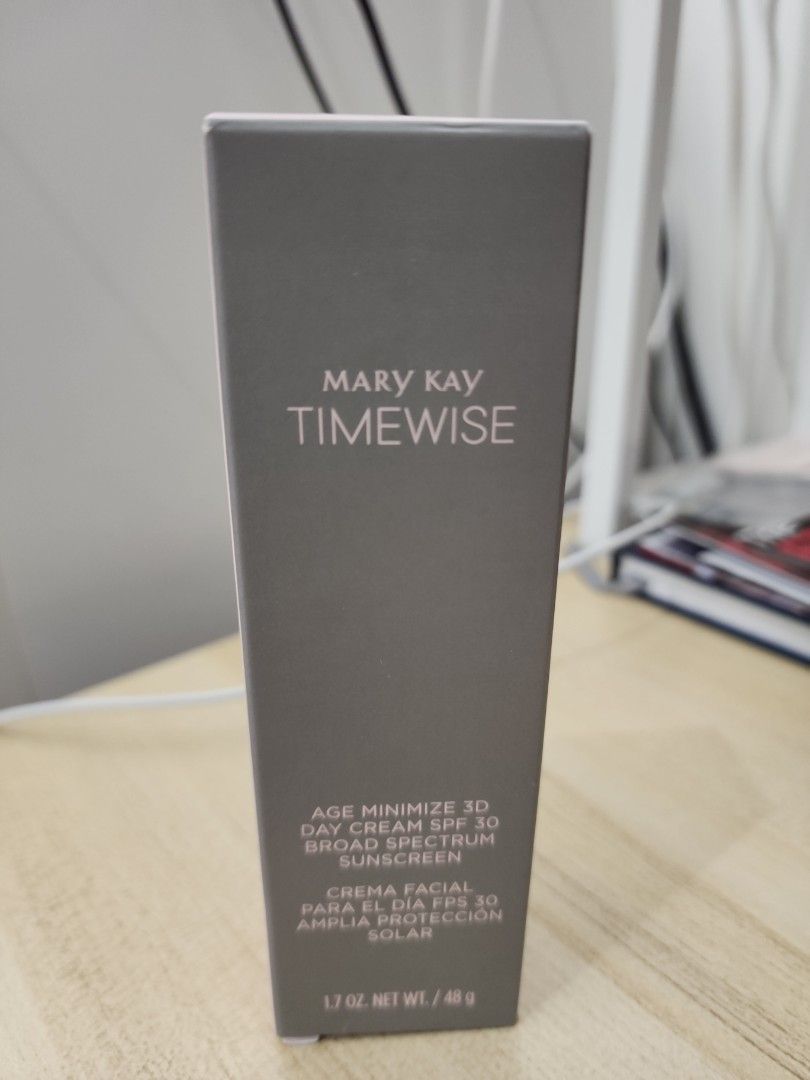 MARY KAY
TIMEWISE
AGE MINIMIZE 3D
DAY CREAM SPF 30
BROAD SPECTRUM
SUNSCREEN
CREMA FACIAL
PARA EL DÍA FPS 30
AMPLIA PROTECCIÓN
SOLAR
1.7 OZ. NET WT. / 48 g